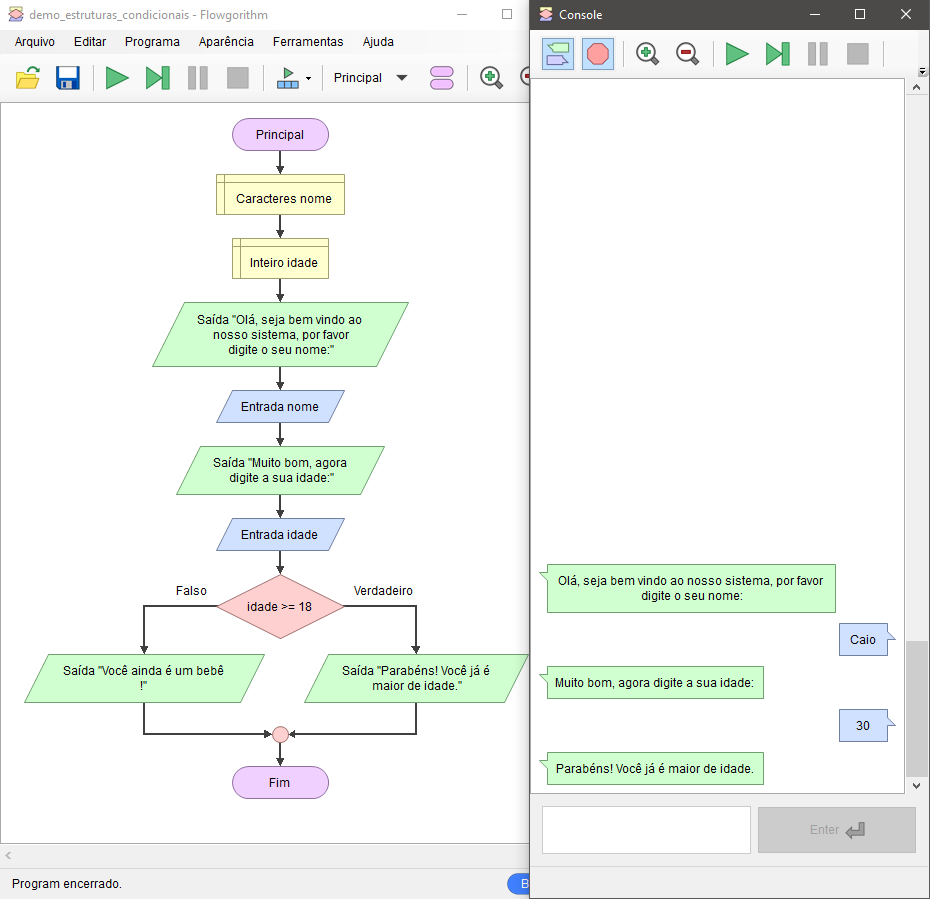 demo_estruturas_condicionais - Flowgorithm
Arquivo Editar Programa Aparência Ferramentas Ajuda
Principal
Principal
Caracteres nome
Inteiro idade
Saída "Olá, seja bem vindo ao
nosso sistema, por favor
digite o seu nome:"
Entrada nome
Saída "Muito bom, agora
digite a sua idade:"
Entrada idade
Falso
idade >= 18
Verdadeiro
Saída "Você ainda é um bebê
!"
Saída "Parabéns! Você já é
maior de idade."
Fim
Program encerrado.
B
Console
Olá, seja bem vindo ao nosso sistema, por favor
digite o seu nome:
Caio
Muito bom, agora digite a sua idade:
30
Parabéns! Você já é maior de idade.
Enter